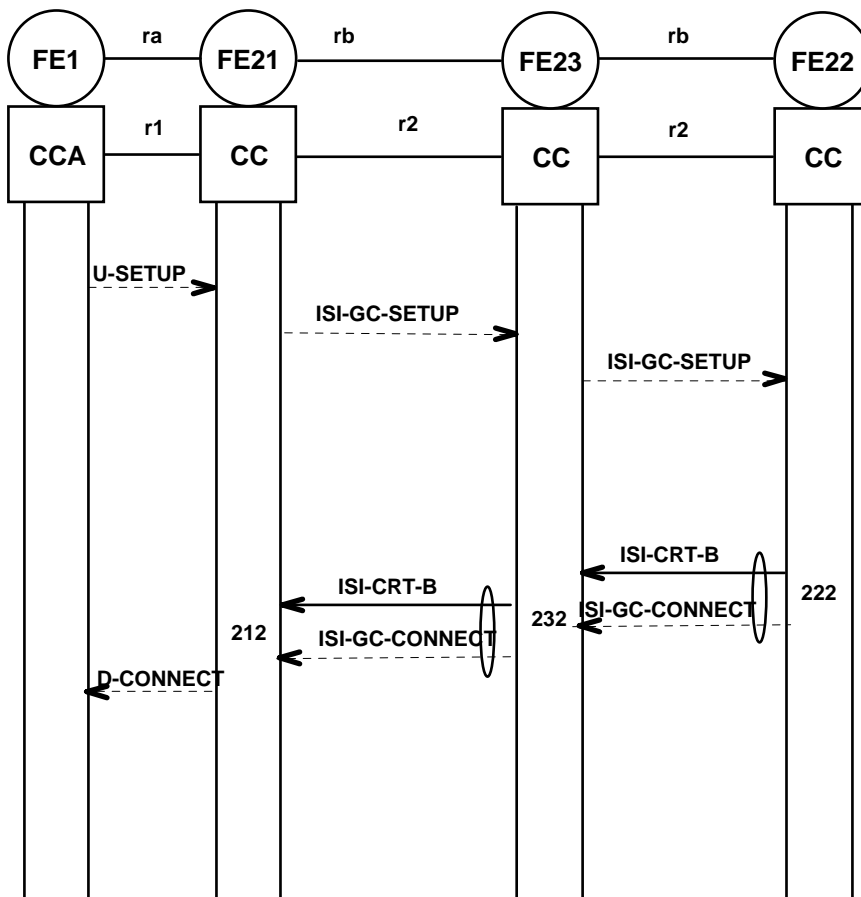 ra rb rb
FE1 FE21 FE23 FE22
r1 r2 r2
CCA CC CC CC
U-SETUP
ISI-GC-SETUP
ISI-GC-SETUP
ISI-CRT-B
ISI-CRT-B
222
ISI-GC-CONNECT
232
212
ISI-GC-CONNECT
D-CONNECT